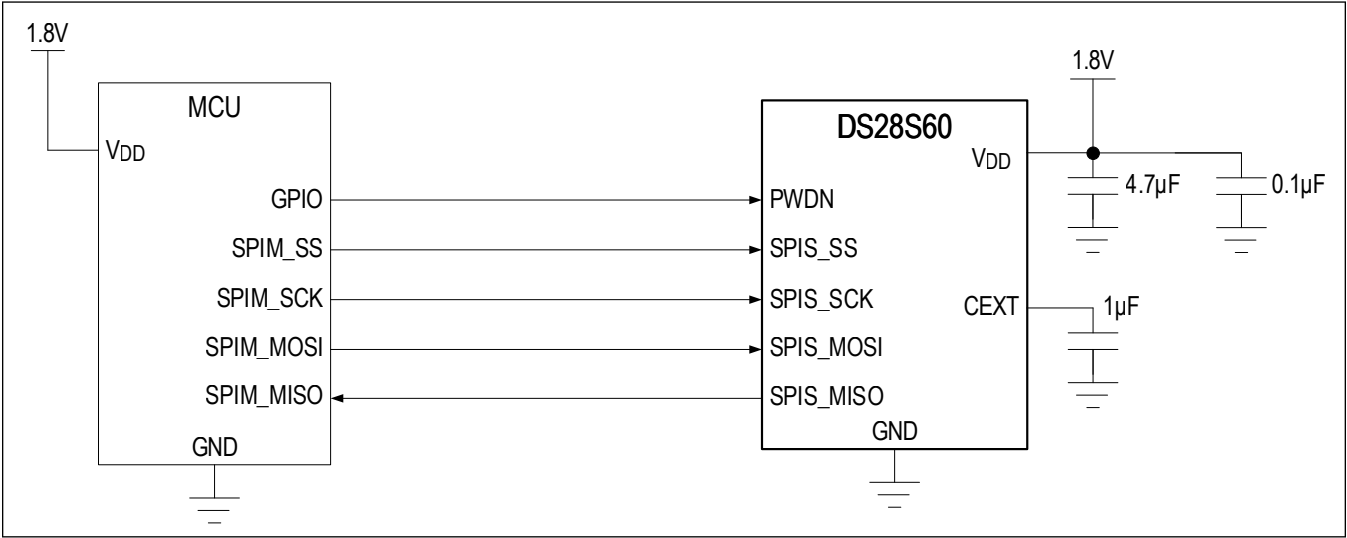 1.8V
MCU
VDD
GPIO
SPIM_SS
SPIM_SCK
SPIM_MOSI
SPIM_MISO
GND
DS28S60
PWDN
SPIS_SS
SPIS_SCK
SPIS_MOSI
SPIS_MISO
GND
VDD
CEXT
1.8V
4.7µF
0.1µF
1µF